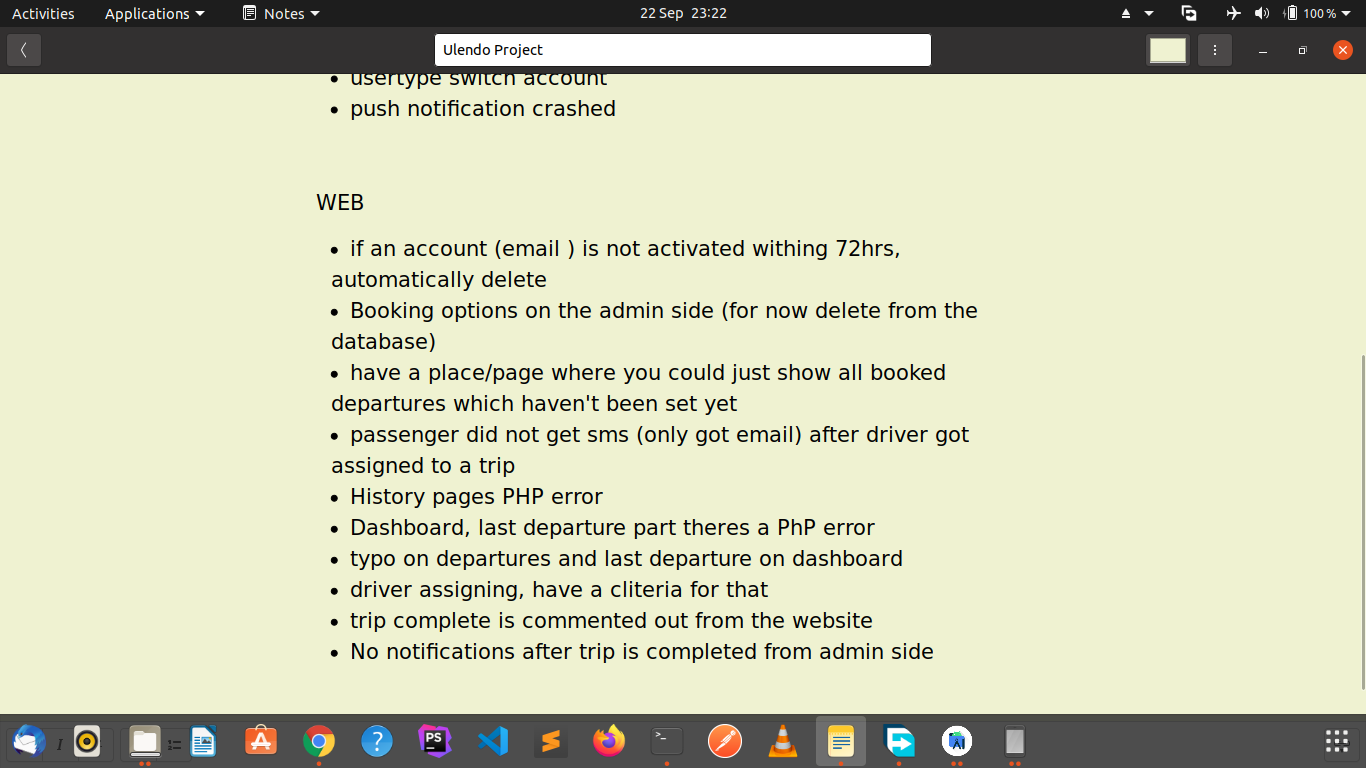 Activities Applications Notes 22 Sep 23:22 100 %
Ulendo Project
• usertype switch account
• push notification crashed
WEB
• if an account (email ) is not activated withing 72hrs,
automatically delete
• Booking options on the admin side (for now delete from the
database)
• have a place/page where you could just show all booked
departures which haven't been set yet
• passenger did not get sms (only got email) after driver got
assigned to a trip
• History pages PHP error
• Dashboard, last departure part theres a PhP error
• typo on departures and last departure on dashboard
• driver assigning, have a cliteria for that
• trip complete is commented out from the website
• No notifications after trip is completed from admin side